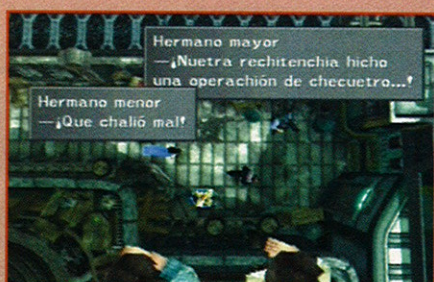 Hermano mayor
—¡Nuetra rechitenchia hicho
una operachión de checuetro...!
Hermano menor
—¡Que chalió mal!